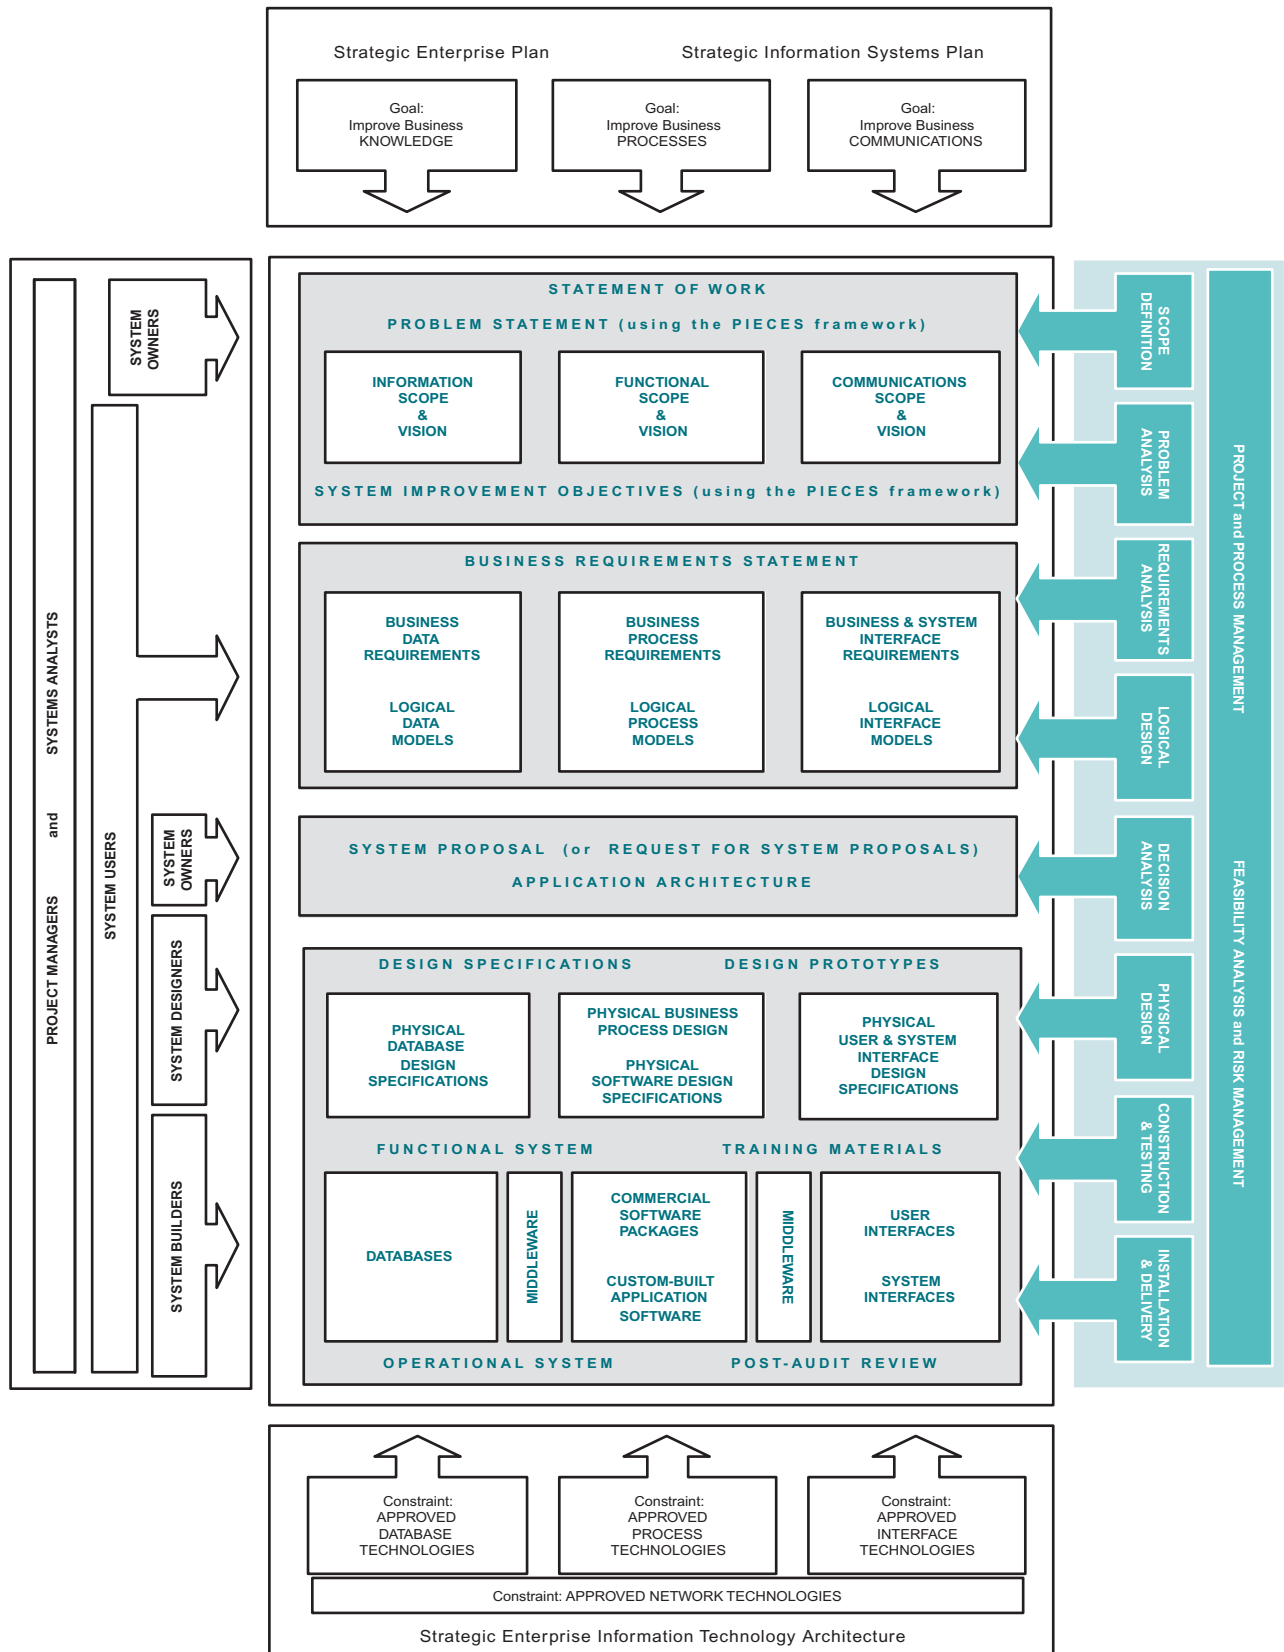 Strategic Enterprise Plan
Strategic Information Systems Plan
Goal:
Improve Business
KNOWLEDGE
Goal:
Improve Business
PROCESSES
Goal:
Improve Business
COMMUNICATIONS
PROJECT MANAGERS and SYSTEMS ANALYSTS
SYSTEM USERS
SYSTEM
OWNERS
SYSTEM
OWNERS
SYSTEM DESIGNERS
SYSTEM BUILDERS
STATEMENT OF WORK
PROBLEM STATEMENT (using the PIECES framework)
INFORMATION
SCOPE
&
VISION
FUNCTIONAL
SCOPE
&
VISION
COMMUNICATIONS
SCOPE
&
VISION
SYSTEM IMPROVEMENT OBJECTIVES (using the PIECES framework)
BUSINESS REQUIREMENTS STATEMENT
BUSINESS
DATA
REQUIREMENTS
LOGICAL
DATA
MODELS
BUSINESS
PROCESS
REQUIREMENTS
LOGICAL
PROCESS
MODELS
BUSINESS & SYSTEM
INTERFACE
REQUIREMENTS
LOGICAL
INTERFACE
MODELS
SYSTEM PROPOSAL (or REQUEST FOR SYSTEM PROPOSALS)
APPLICATION ARCHITECTURE
DESIGN SPECIFICATIONS
DESIGN PROTOTYPES
PHYSICAL
DATABASE
DESIGN
SPECIFICATIONS
PHYSICAL BUSINESS
PROCESS DESIGN
PHYSICAL
SOFTWARE DESIGN
SPECIFICATIONS
PHYSICAL
USER & SYSTEM
INTERFACE
DESIGN
SPECIFICATIONS
FUNCTIONAL SYSTEM
TRAINING MATERIALS
DATABASES
MIDDLEWARE
COMMERCIAL
SOFTWARE
PACKAGES
CUSTOM-BUILT
APPLICATION
SOFTWARE
MIDDLEWARE
USER
INTERFACES
SYSTEM
INTERFACES
OPERATIONAL SYSTEM
POST-AUDIT REVIEW
SCOPE
DEFINITION
PROBLEM
ANALYSIS
REQUIREMENTS
ANALYSIS
LOGICAL
DESIGN
DECISION
ANALYSIS
PHYSICAL
DESIGN
CONSTRUCTION
& TESTING
INSTALLATION
& DELIVERY
PROJECT and PROCESS MANAGEMENT
FEASIBILITY ANALYSIS and RISK MANAGEMENT
Constraint:
APPROVED
DATABASE
TECHNOLOGIES
Constraint:
APPROVED
PROCESS
TECHNOLOGIES
Constraint:
APPROVED
INTERFACE
TECHNOLOGIES
Constraint: APPROVED NETWORK TECHNOLOGIES
Strategic Enterprise Information Technology Architecture